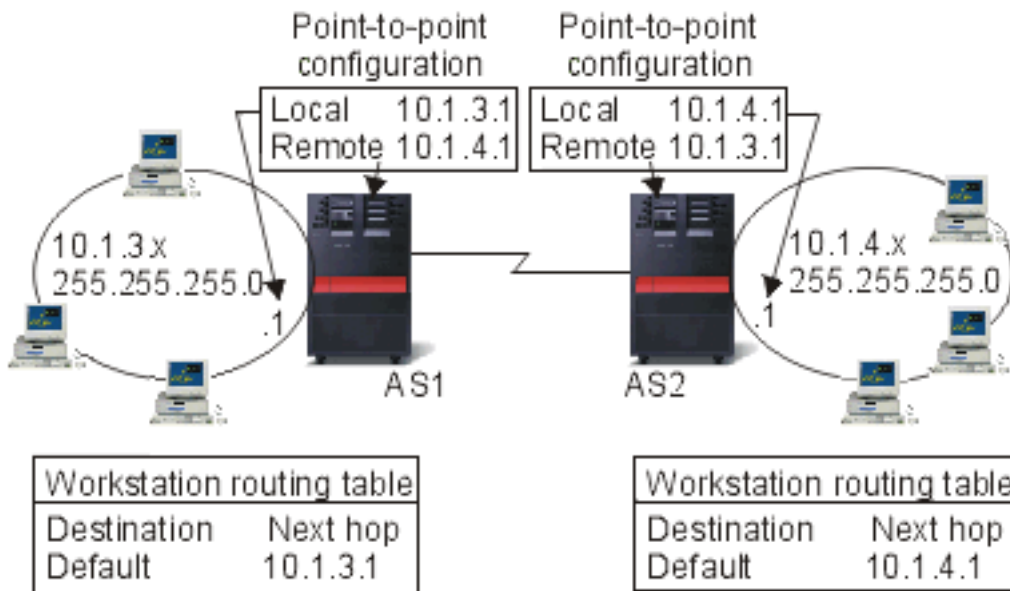 Point-to-point
configuration
Local 10.1.3.1
Remote 10.1.4.1
Point-to-point
configuration
Local 10.1.4.1
Remote 10.1.3.1
10.1.3.x
255.255.255.0
.1
AS1
AS2
10.1.4.x
255.255.255.0
.1
Workstation routing table
Destination Next hop
Default 10.1.3.1
Workstation routing table
Destination Next hop
Default 10.1.4.1